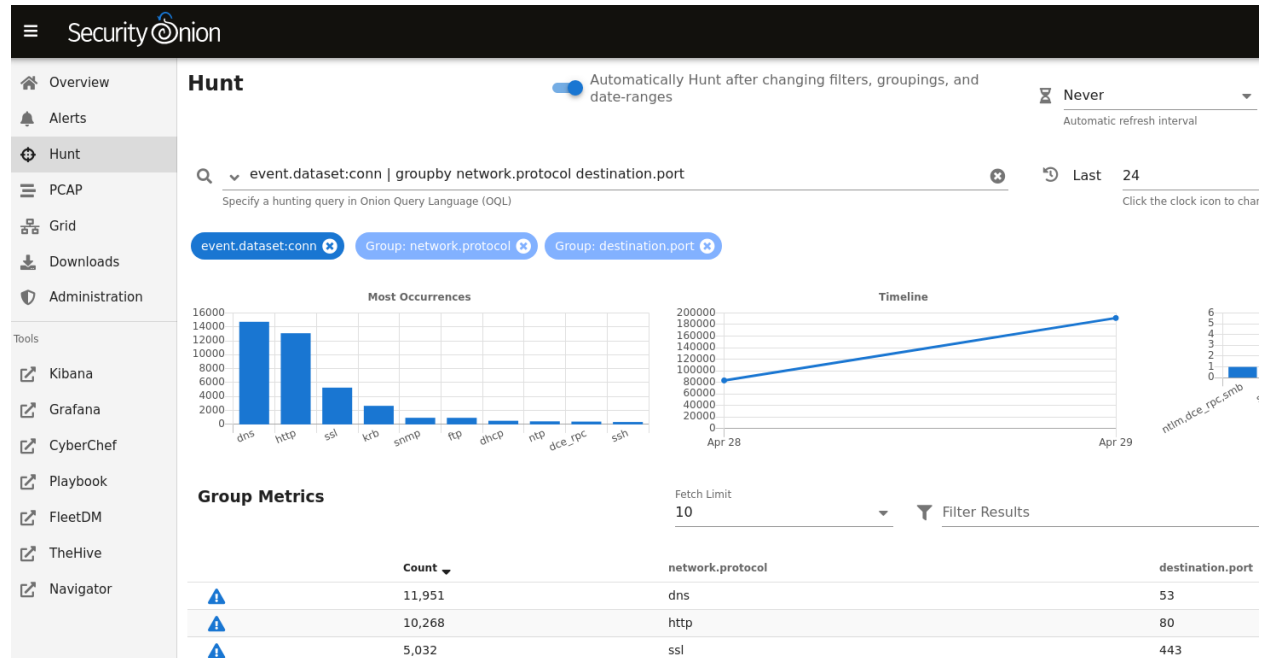 Security Onion
Overview
Alerts
Hunt
PCAP
Grid
Downloads
Administration
Tools
Kibana
Grafana
CyberChef
Playbook
FleetDM
TheHive
Navigator
Hunt
Automatically Hunt after changing filters, groupings, and
date-ranges
Never
Automatic refresh interval
event.dataset:conn | groupby network.protocol destination.port
Specify a hunting query in Onion Query Language (OQL)
Last 24
Click the clock icon to char
event.dataset:conn Group: network.protocol Group: destination.port
Most Occurrences
16000
14000
12000
10000
8000
6000
4000
2000
0
dns http ssl krb snmp ftp dhcp ntp dce_rpc ssh
Timeline
200000
180000
160000
140000
120000
100000
80000
60000
40000
20000
0
Apr 28 Apr 29
6
5
4
3
2
1
0
ntlm,dce_rpc,smb
Group Metrics
Fetch Limit
10
Filter Results
Count network.protocol destination.port
11,951 dns 53
10,268 http 80
5,032 ssl 443